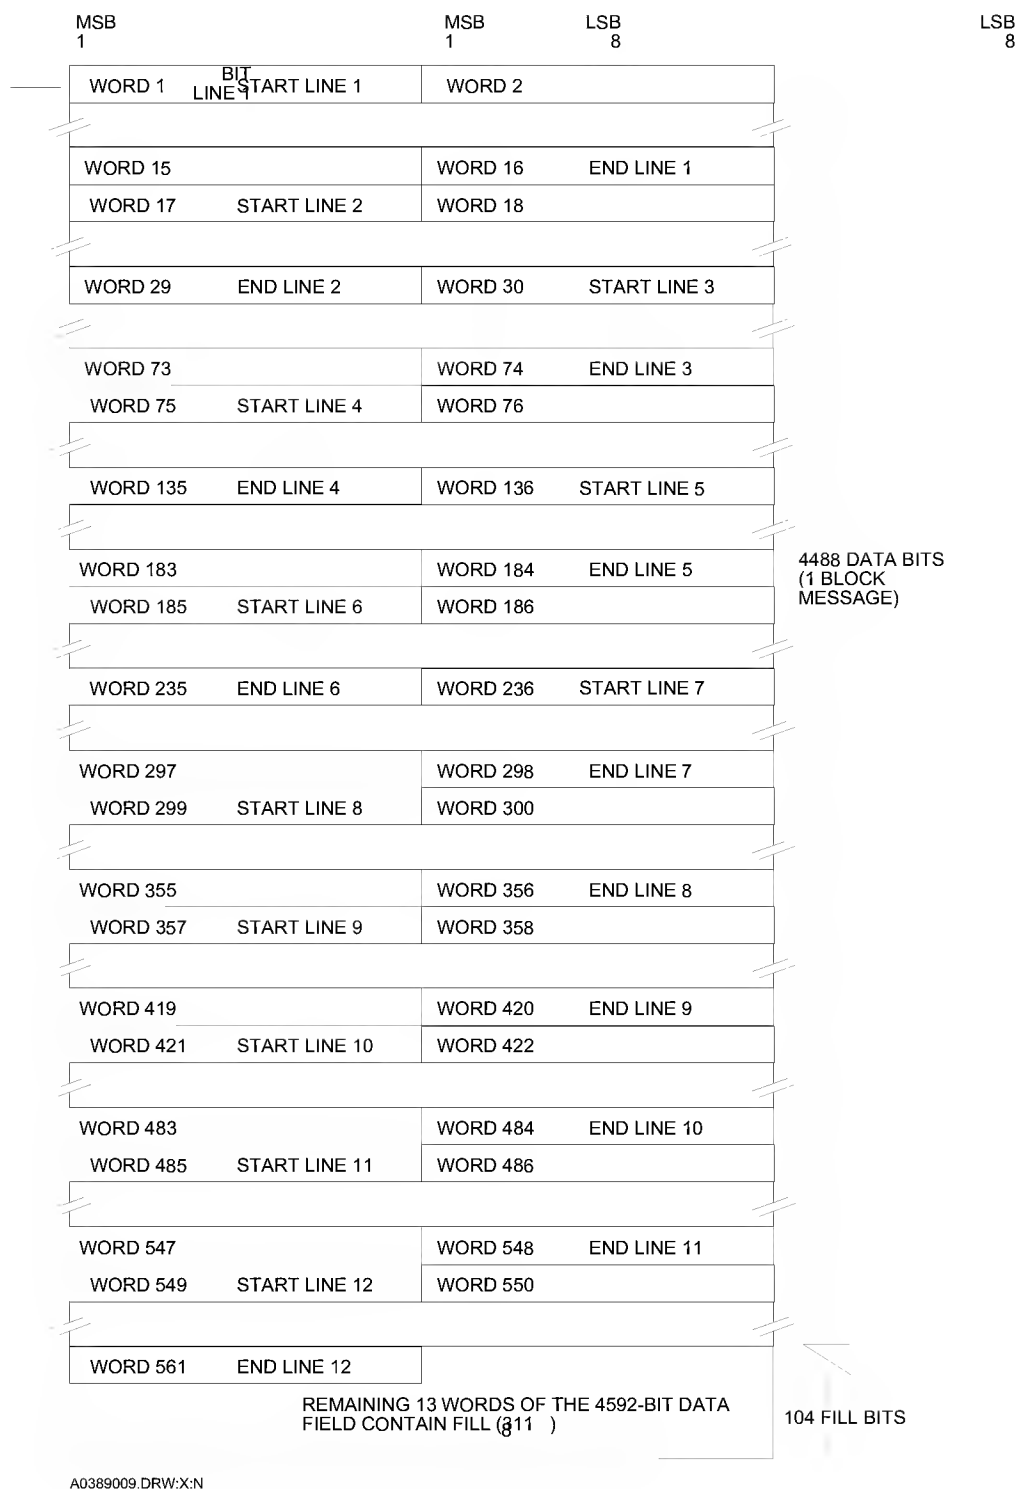 MSB MSB LSB LSB
1 1 8 8
BIT
WORD 1 START LINE 1 WORD 2
LINE 1
WORD 15 WORD 16 END LINE 1
WORD 17 START LINE 2 WORD 18
WORD 29 END LINE 2 WORD 30 START LINE 3
WORD 73 WORD 74 END LINE 3
WORD 75 START LINE 4 WORD 76
WORD 135 END LINE 4 WORD 136 START LINE 5
4488 DATA BITS
(1 BLOCK
MESSAGE)
WORD 183 WORD 184 END LINE 5
WORD 185 START LINE 6 WORD 186
WORD 235 END LINE 6 WORD 236 START LINE 7
WORD 297 WORD 298 END LINE 7
WORD 299 START LINE 8 WORD 300
WORD 355 WORD 356 END LINE 8
WORD 357 START LINE 9 WORD 358
WORD 419 WORD 420 END LINE 9
WORD 421 START LINE 10 WORD 422
WORD 483 WORD 484 END LINE 10
WORD 485 START LINE 11 WORD 486
WORD 547 WORD 548 END LINE 11
WORD 549 START LINE 12 WORD 550
WORD 561 END LINE 12
REMAINING 13 WORDS OF THE 4592-BIT DATA
FIELD CONTAIN FILL (311 )
8
104 FILL BITS
A0389009.DRW:X:N